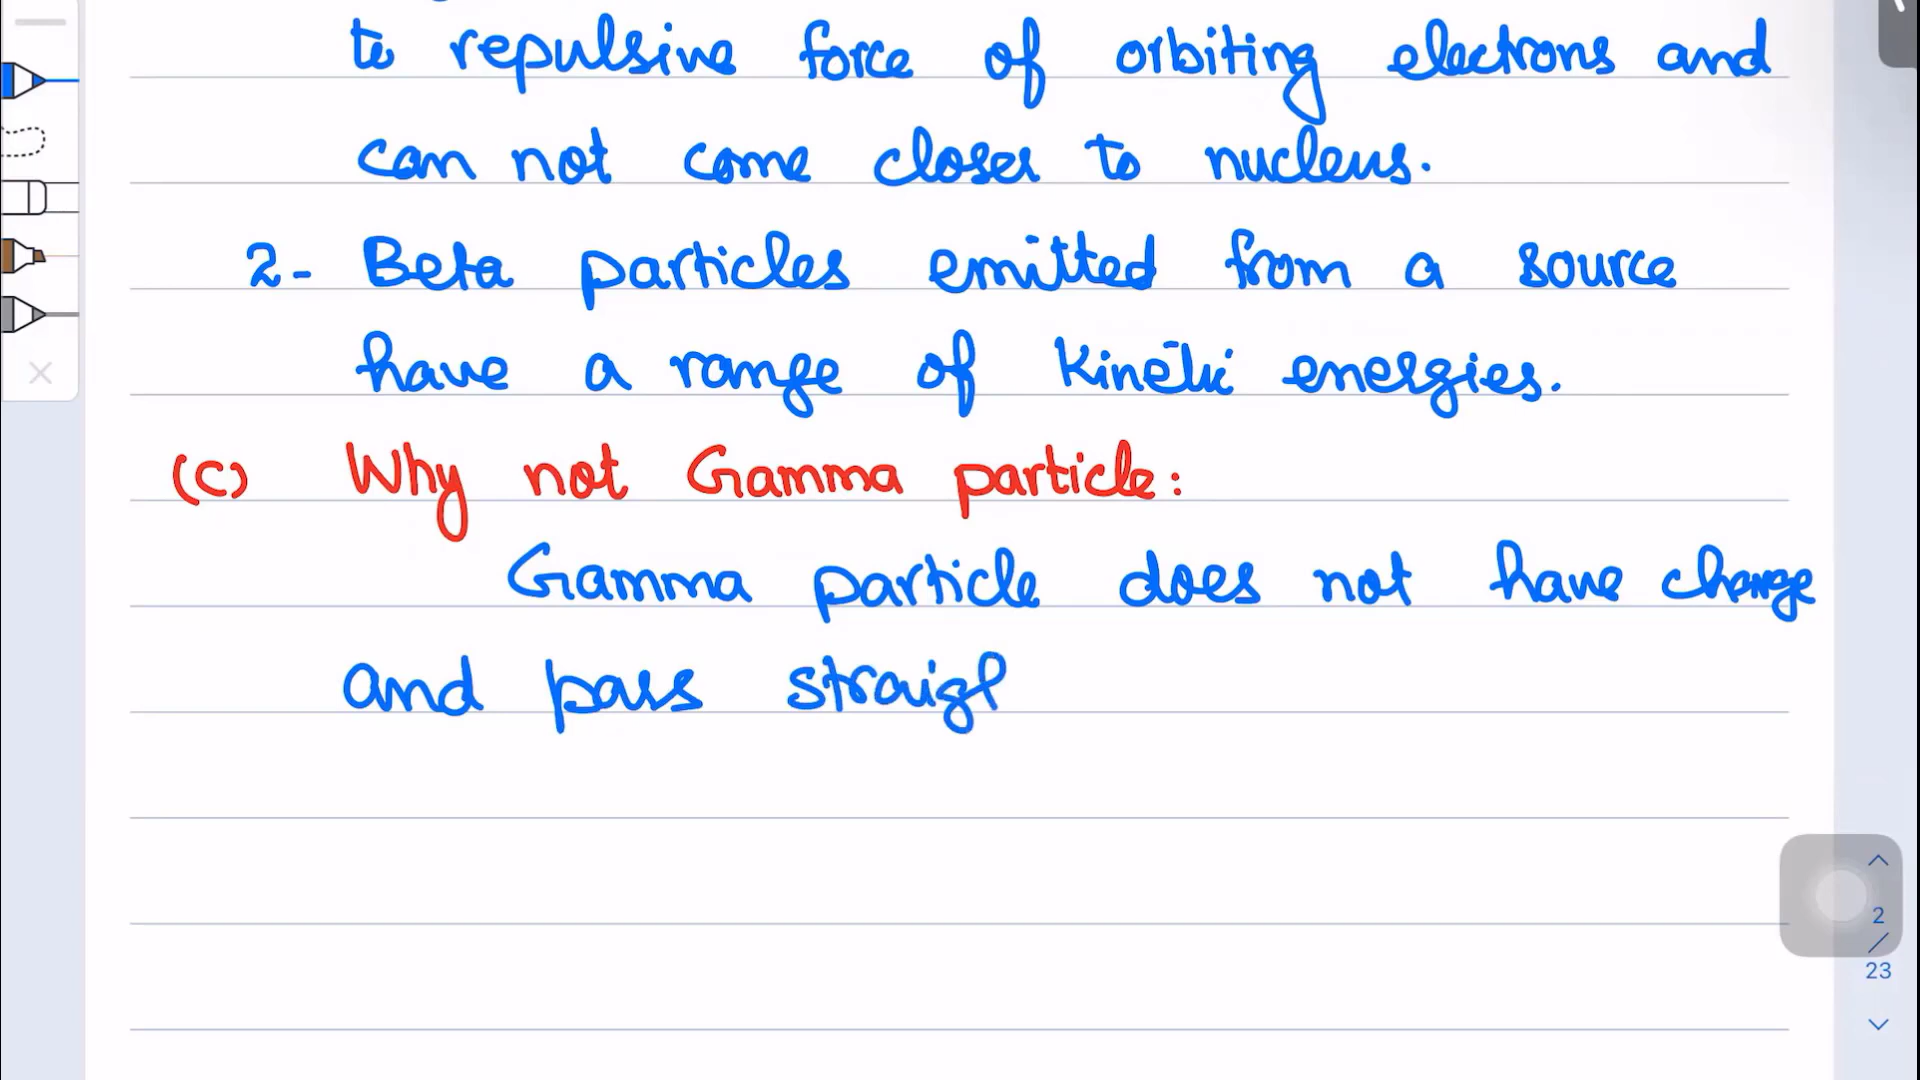 to repulsive force of orbiting electrons and
can not come closer to nucleus.
2- Beta particles emitted from a source
have a range of Kinetic energies.
(C) Why not Gamma particle:
Gamma particle does not have charge
and pass straigh
2
/
23